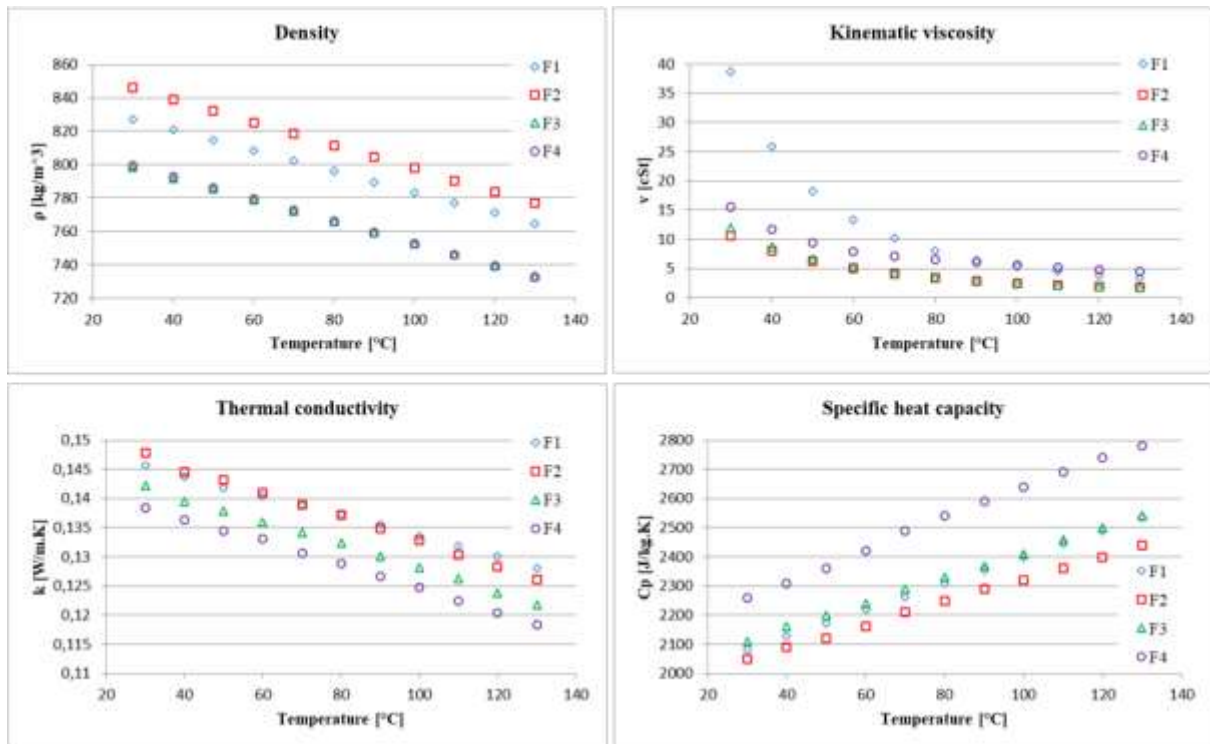 Density
860
840
820
800
780
760
740
720
ρ [kg/m^3]
20 40 60 80 100 120 140
Temperature [°C]
F1
F2
F3
F4
Kinematic viscosity
40
35
30
25
20
15
10
5
0
v [cSt]
20 40 60 80 100 120 140
Temperature [°C]
F1
F2
F3
F4
Thermal conductivity
0,15
0,145
0,14
0,135
0,13
0,125
0,12
0,115
0,11
k [W/m.K]
20 40 60 80 100 120 140
Temperature [°C]
F1
F2
F3
F4
Specific heat capacity
2800
2700
2600
2500
2400
2300
2200
2100
2000
Cp [J/kg.K]
20 40 60 80 100 120 140
Temperature [°C]
F1
F2
F3
F4